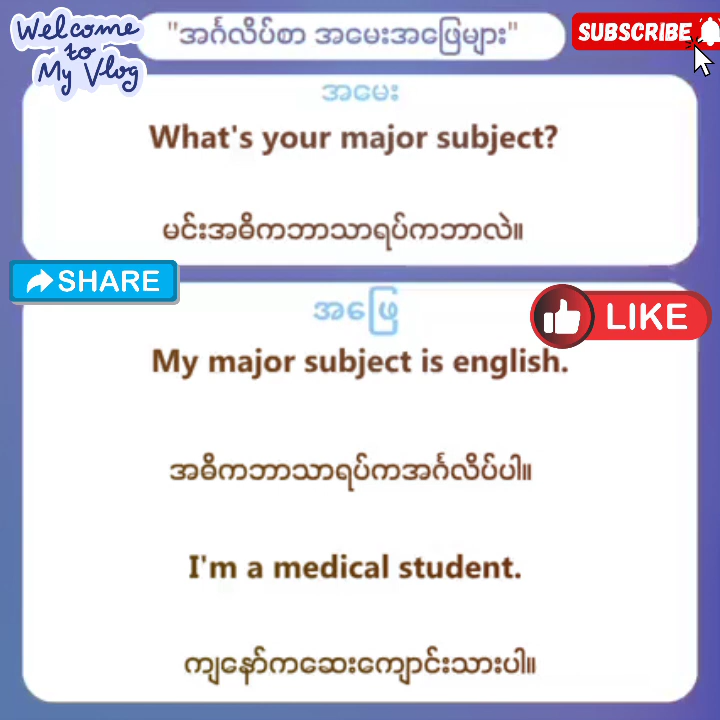 Welcome
to
My Vlog
"အင်္ဂလိပ်စာ အမေးအဖြေများ"
SUBSCRIBE
အမေး
What's your major subject?
မင်းအဓိကဘာသာရပ်ကဘာလဲ။
SHARE
အဖြေ
LIKE
My major subject is english.
အဓိကဘာသာရပ်ကအင်္ဂလိပ်ပါ။
I'm a medical student.
ကျနော်ကဆေးကျောင်းသားပါ။